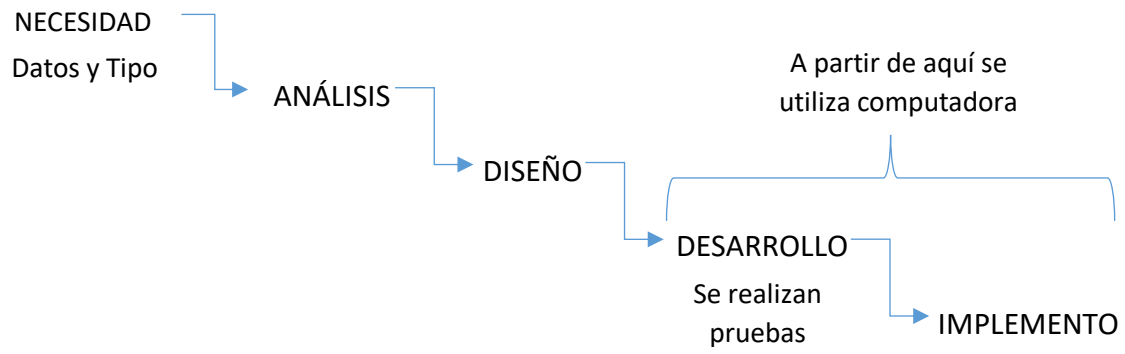 NECESIDAD
Datos y Tipo
ANÁLISIS
DISEÑO
A partir de aquí se
utiliza computadora
DESARROLLO
Se realizan
pruebas
IMPLEMENTO